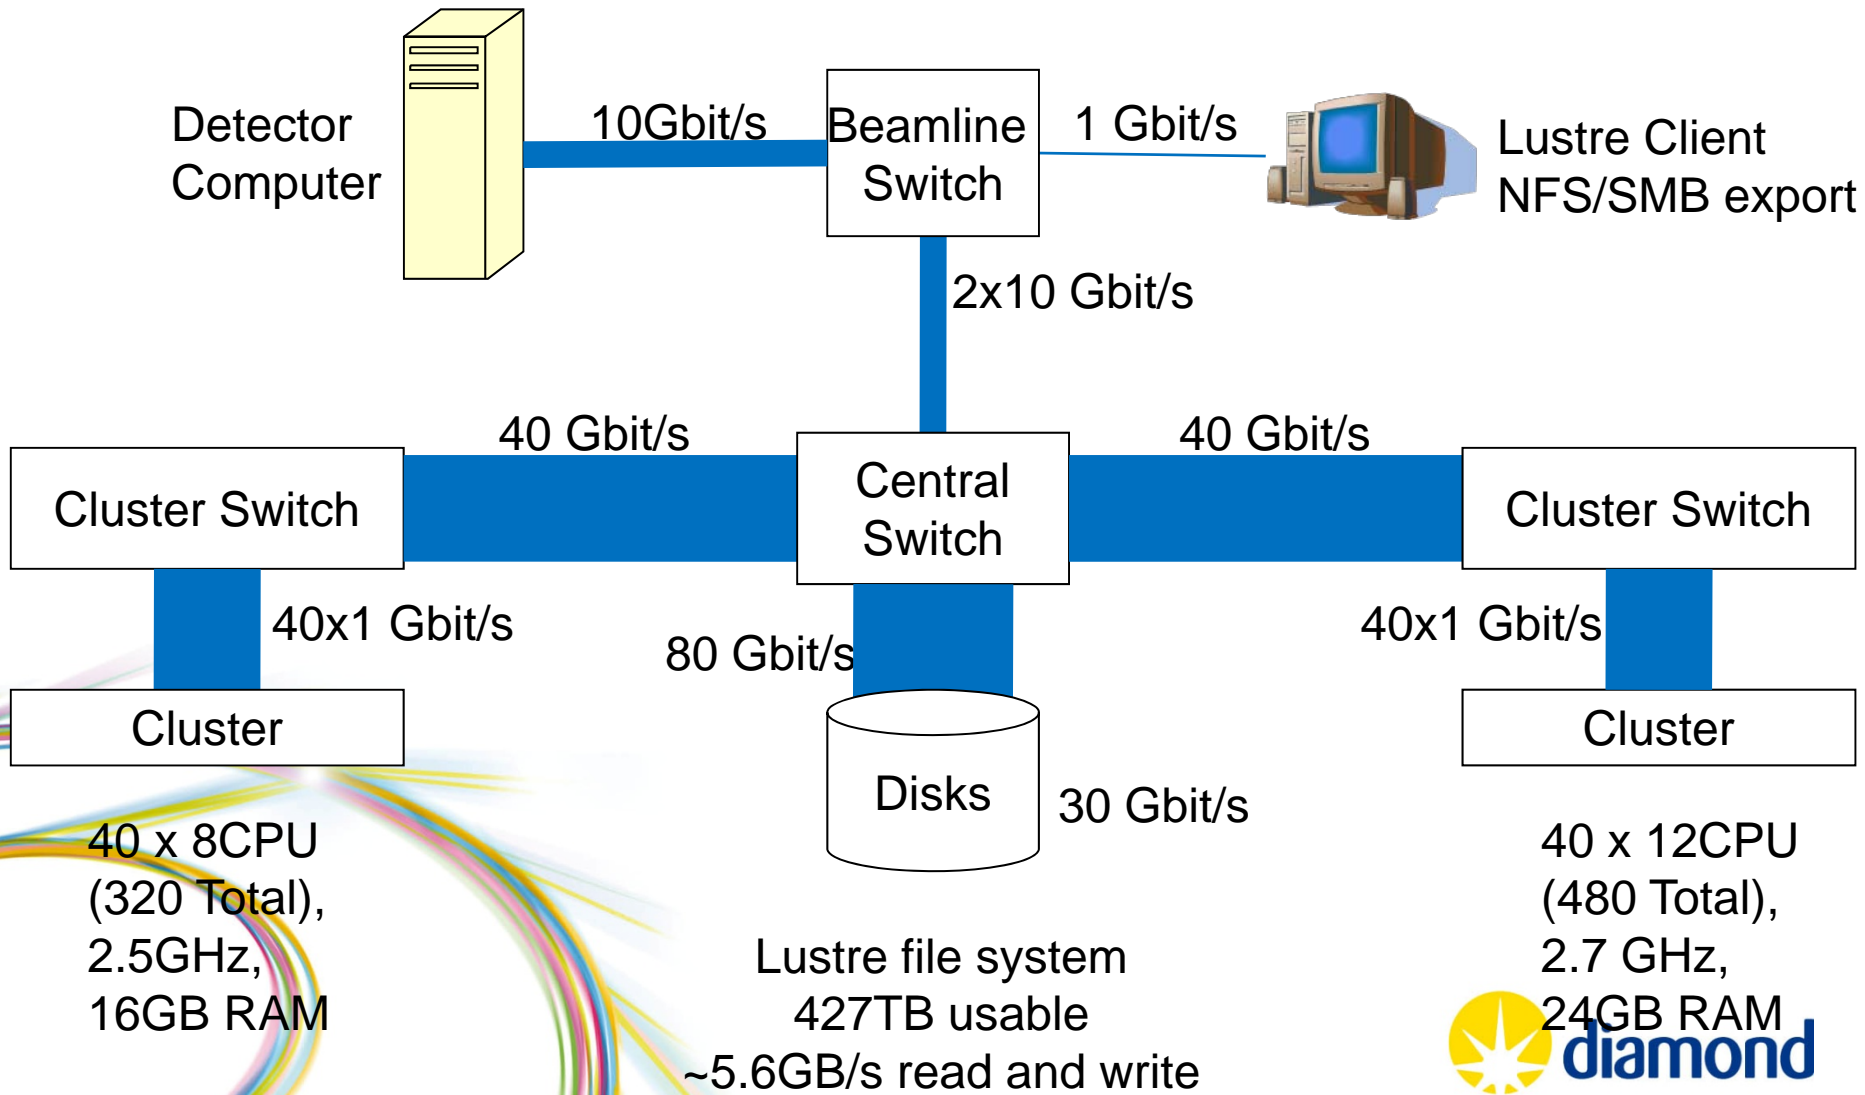 Detector
Computer
10Gbit/s
Beamline
Switch
1 Gbit/s
Lustre Client
NFS/SMB export
2x10 Gbit/s
40 Gbit/s
40 Gbit/s
Cluster Switch
Central
Switch
Cluster Switch
40x1 Gbit/s
80 Gbit/s
40x1 Gbit/s
Cluster
Disks
30 Gbit/s
Cluster
40 x 8CPU
(320 Total),
2.5GHz,
16GB RAM
Lustre file system
427TB usable
~5.6GB/s read and write
40 x 12CPU
(480 Total),
2.7 GHz,
24GB RAM
diamond